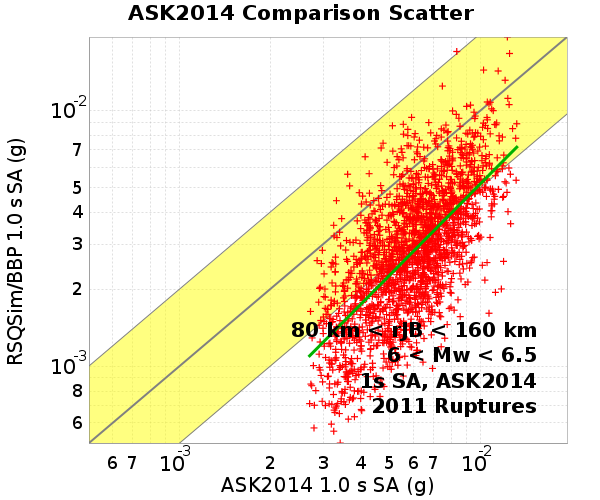 ASK2014 Comparison Scatter
RSQSim/BBP 1.0 s SA (g)
10-2
7
5
4
3
2
10-3
8
6
80 km < rJB < 160 km
6 < Mw < 6.5
1s SA, ASK2014
2011 Ruptures
6 7 10-3 2 3 4 5 6 7 10-2
ASK2014 1.0 s SA (g)